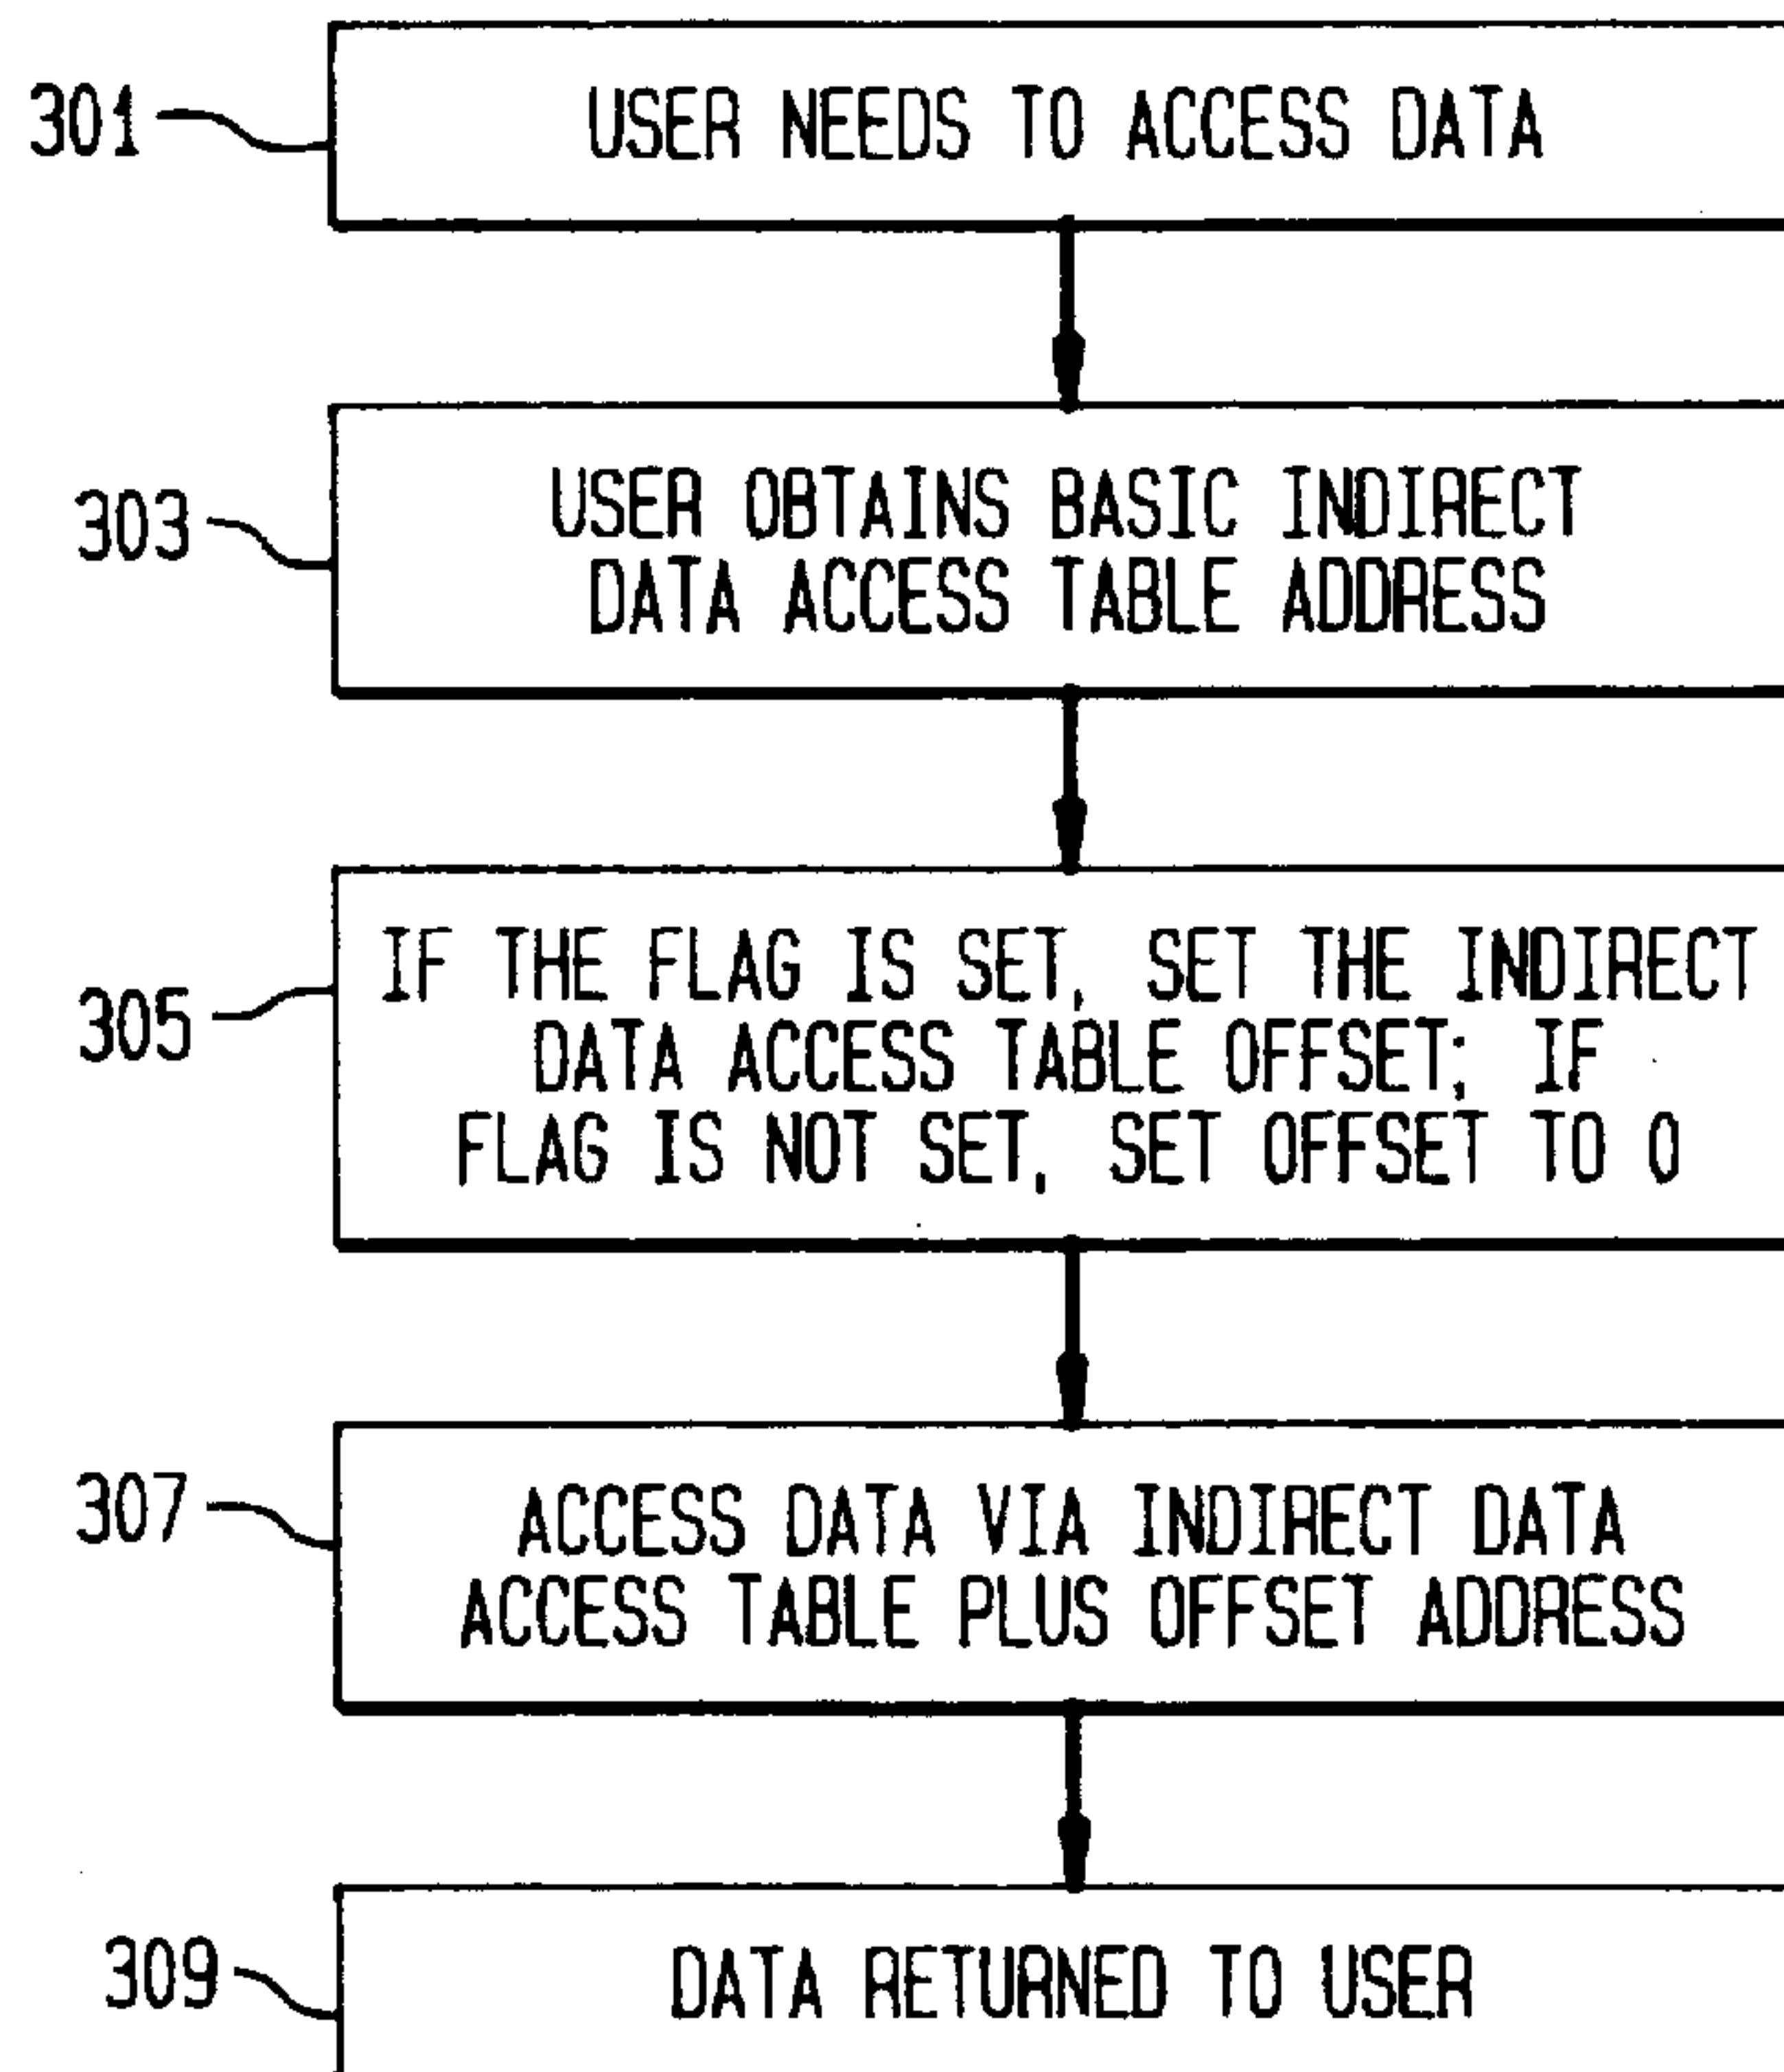 301
USER NEEDS TO ACCESS DATA
303
USER OBTAINS BASIC INDIRECT
DATA ACCESS TABLE ADDRESS
305
IF THE FLAG IS SET, SET THE INDIRECT
DATA ACCESS TABLE OFFSET; IF
FLAG IS NOT SET, SET OFFSET TO 0
307
ACCESS DATA VIA INDIRECT DATA
ACCESS TABLE PLUS OFFSET ADDRESS
309
DATA RETURNED TO USER